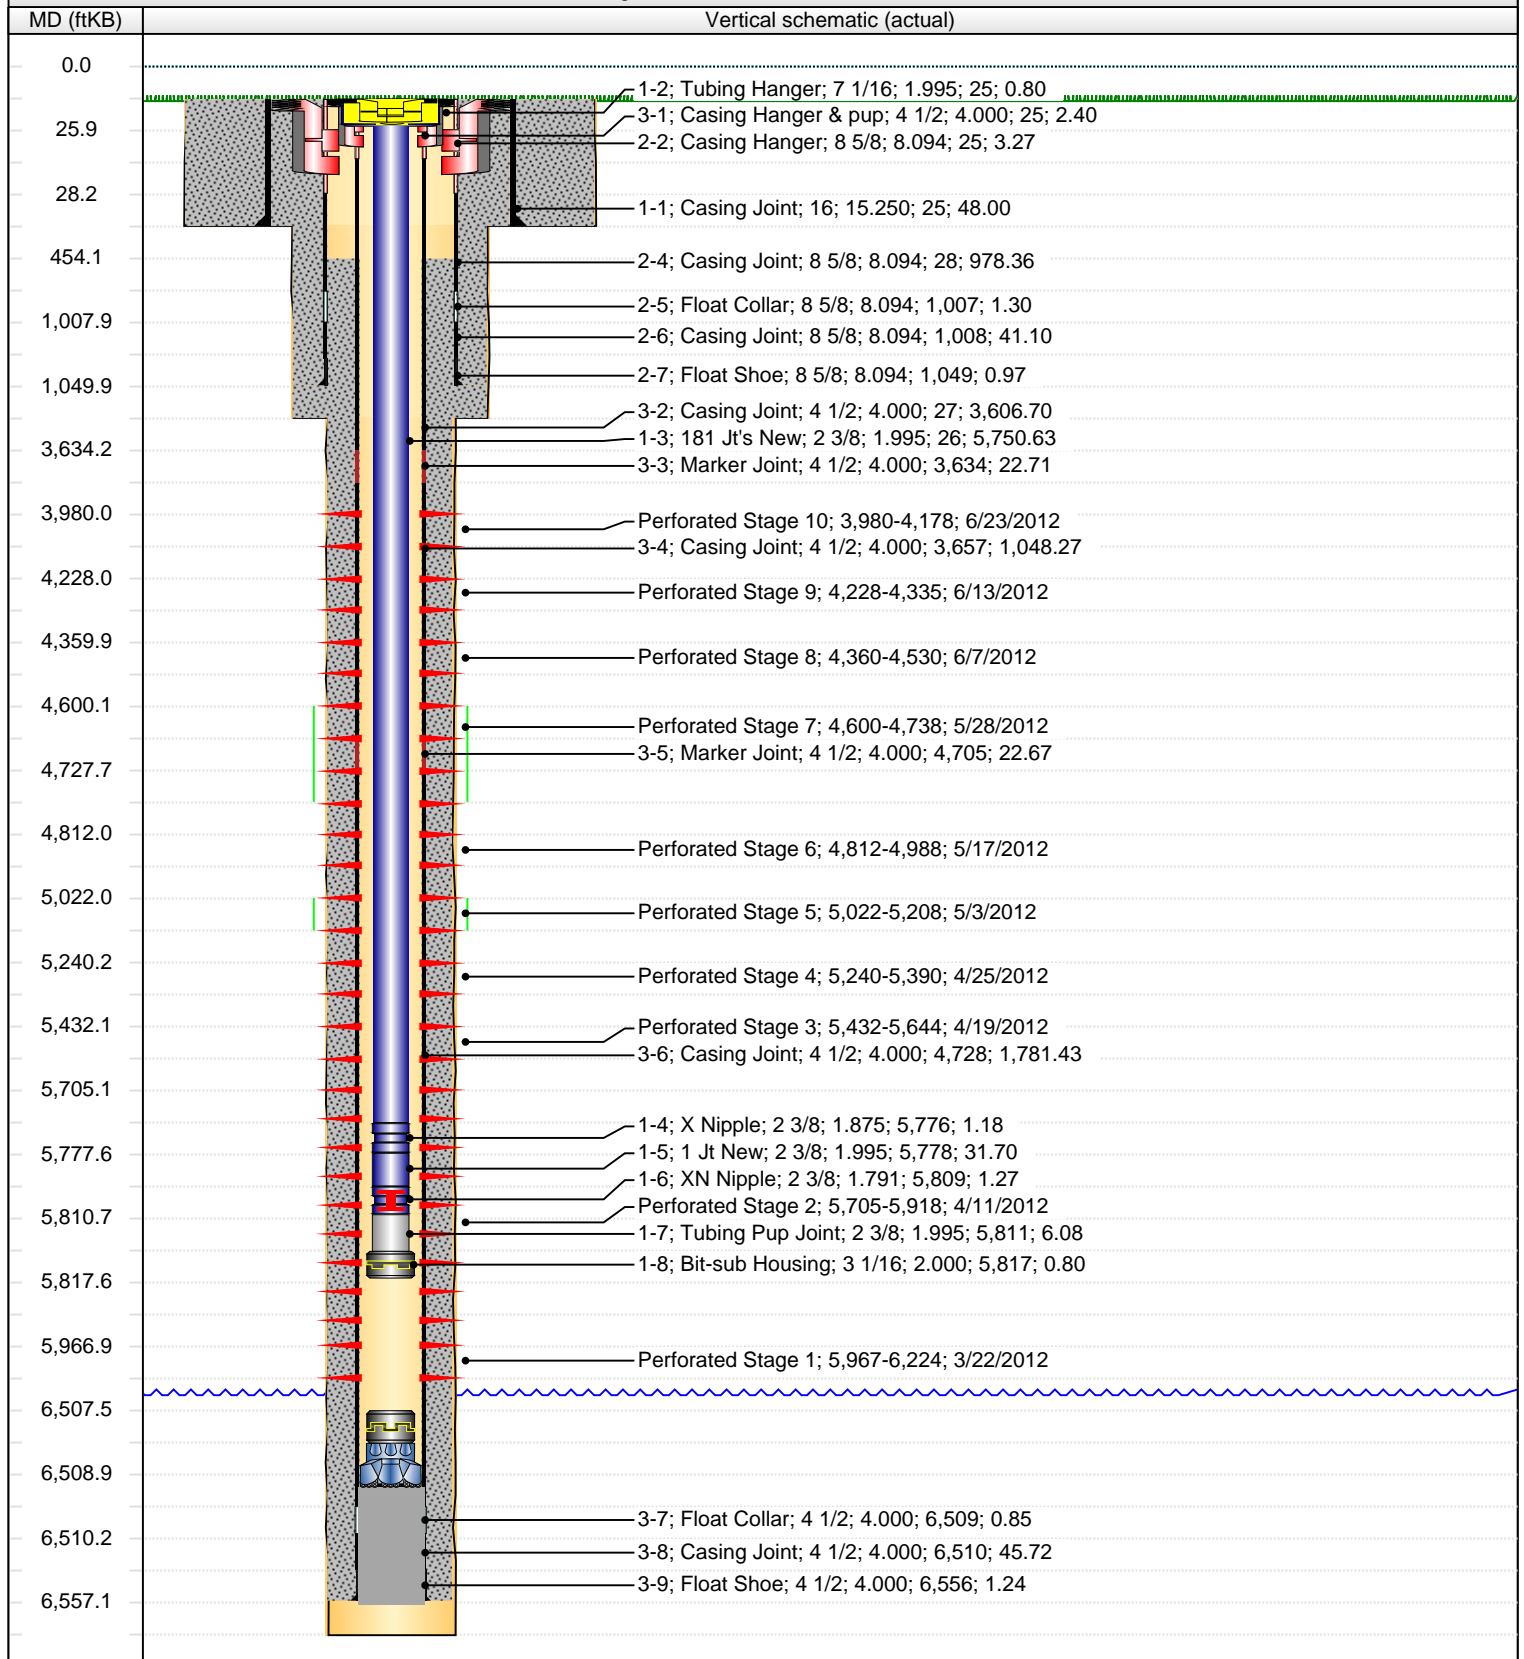 MD (ftKB)
Vertical schematic (actual)
0.0
1-2; Tubing Hanger; 7 1/16; 1.995; 25; 0.80
3-1; Casing Hanger & pup; 4 1/2; 4.000; 25; 2.40
25.9
2-2; Casing Hanger; 8 5/8; 8.094; 25; 3.27
28.2
1-1; Casing Joint; 16; 15.250; 25; 48.00
454.1
2-4; Casing Joint; 8 5/8; 8.094; 28; 978.36
2-5; Float Collar; 8 5/8; 8.094; 1,007; 1.30
1,007.9
2-6; Casing Joint; 8 5/8; 8.094; 1,008; 41.10
2-7; Float Shoe; 8 5/8; 8.094; 1,049; 0.97
1,049.9
3-2; Casing Joint; 4 1/2; 4.000; 27; 3,606.70
1-3; 181 Jt's New; 2 3/8; 1.995; 26; 5,750.63
3,634.2
3-3; Marker Joint; 4 1/2; 4.000; 3,634; 22.71
3,980.0
Perforated Stage 10; 3,980-4,178; 6/23/2012
3-4; Casing Joint; 4 1/2; 4.000; 3,657; 1,048.27
4,228.0
Perforated Stage 9; 4,228-4,335; 6/13/2012
4,359.9
Perforated Stage 8; 4,360-4,530; 6/7/2012
4,600.1
Perforated Stage 7; 4,600-4,738; 5/28/2012
3-5; Marker Joint; 4 1/2; 4.000; 4,705; 22.67
4,727.7
4,812.0
Perforated Stage 6; 4,812-4,988; 5/17/2012
5,022.0
Perforated Stage 5; 5,022-5,208; 5/3/2012
5,240.2
Perforated Stage 4; 5,240-5,390; 4/25/2012
5,432.1
Perforated Stage 3; 5,432-5,644; 4/19/2012
3-6; Casing Joint; 4 1/2; 4.000; 4,728; 1,781.43
5,705.1
1-4; X Nipple; 2 3/8; 1.875; 5,776; 1.18
5,777.6
1-5; 1 Jt New; 2 3/8; 1.995; 5,778; 31.70
1-6; XN Nipple; 2 3/8; 1.791; 5,809; 1.27
Perforated Stage 2; 5,705-5,918; 4/11/2012
5,810.7
1-7; Tubing Pup Joint; 2 3/8; 1.995; 5,811; 6.08
1-8; Bit-sub Housing; 3 1/16; 2.000; 5,817; 0.80
5,817.6
5,966.9
Perforated Stage 1; 5,967-6,224; 3/22/2012
6,507.5
6,508.9
3-7; Float Collar; 4 1/2; 4.000; 6,509; 0.85
6,510.2
3-8; Casing Joint; 4 1/2; 4.000; 6,510; 45.72
3-9; Float Shoe; 4 1/2; 4.000; 6,556; 1.24
6,557.1